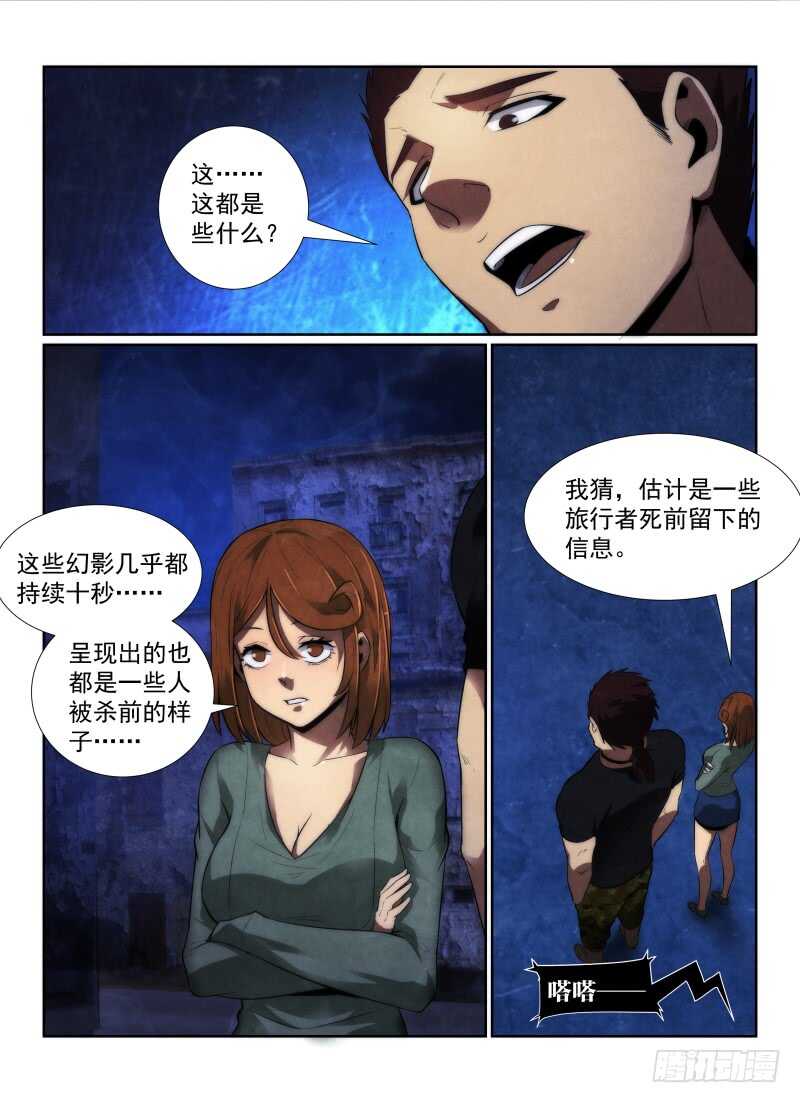 这……
这都是
些什么？
这些幻影几乎都
持续十秒……
呈现出的也
都是一些人
被杀前的样
子……
我猜，估计是一些
旅行者死前留下的
信息。
嗒嗒——
腾讯动漫